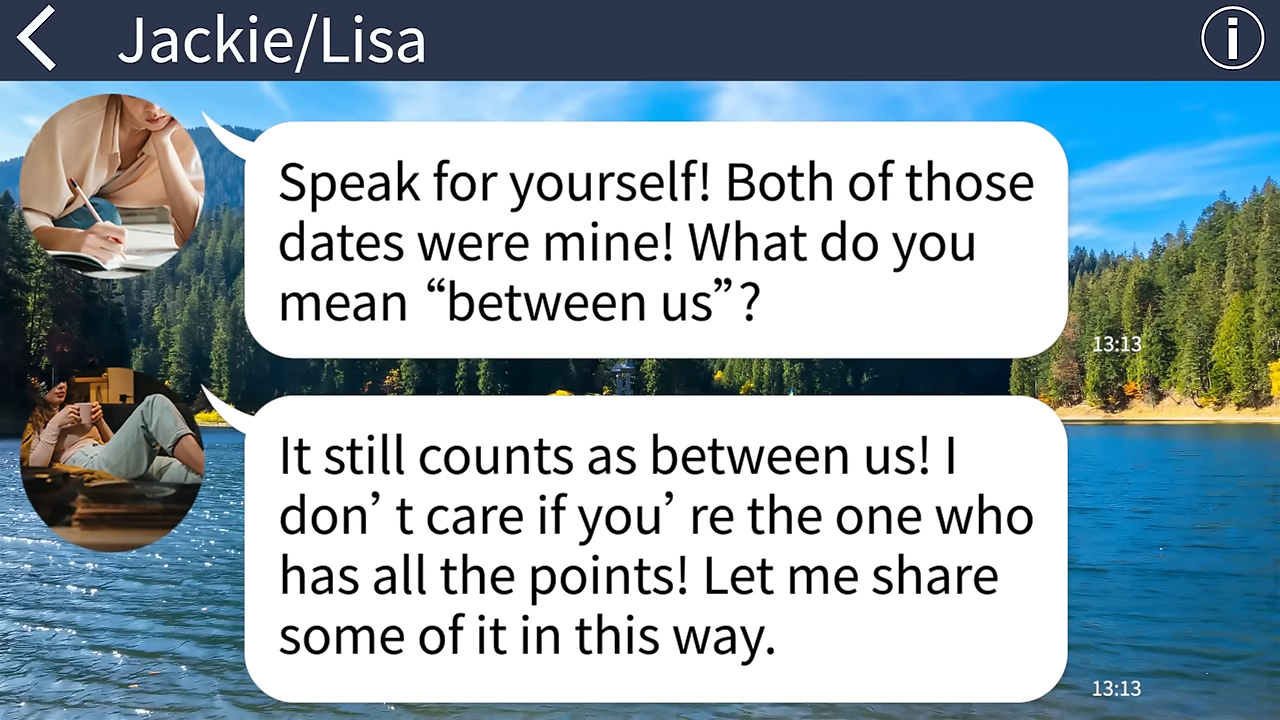 Jackie/Lisa
Speak for yourself! Both of those
dates were mine! What do you
mean “between us”?
13:13
It still counts as between us! I
don’t care if you’re the one who
has all the points! Let me share
some of it in this way.
13:13